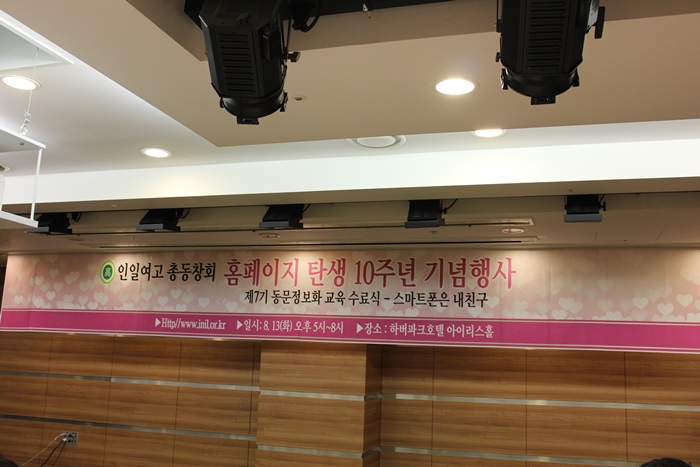 인일여고 총동창회 홈페이지 탄생 10주년 기념행사
제7기 동문정보화 교육 수료식 - 스마트폰은 내친구
▶Http//www.inil.or.kr ▶일시: 8. 13(화) 오후 5시~8시 ▶장소 : 하버파크호텔 아이리스홀